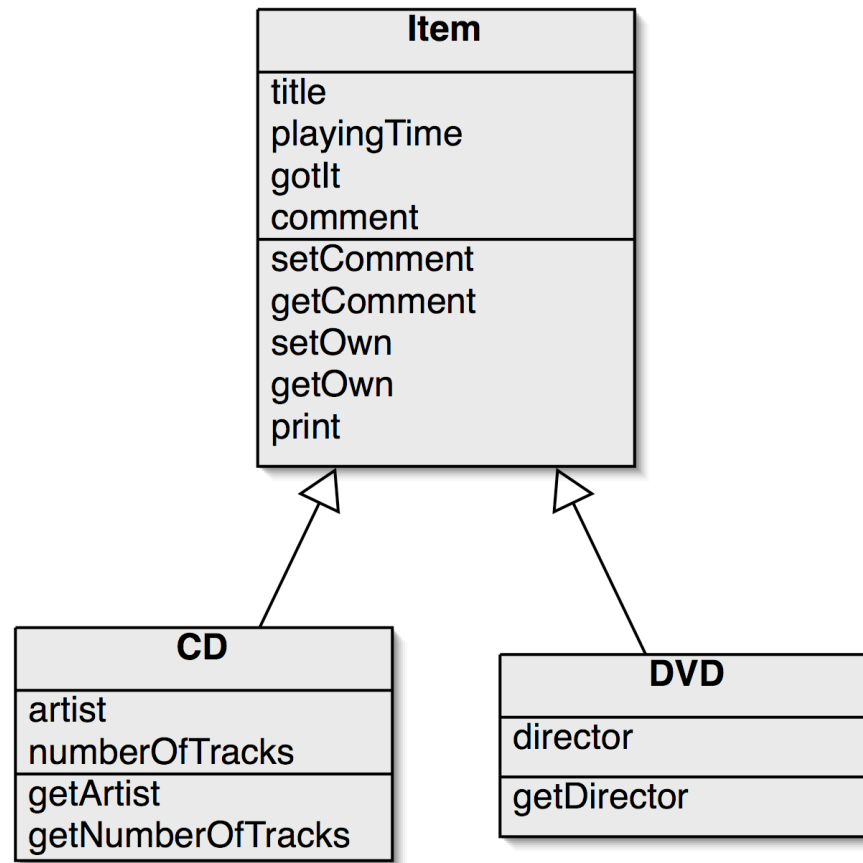 Item
title
playingTime
gotIt
comment
setComment
getComment
setOwn
getOwn
print
CD
artist
numberOfTracks
getArtist
getNumberOfTracks
DVD
director
getDirector